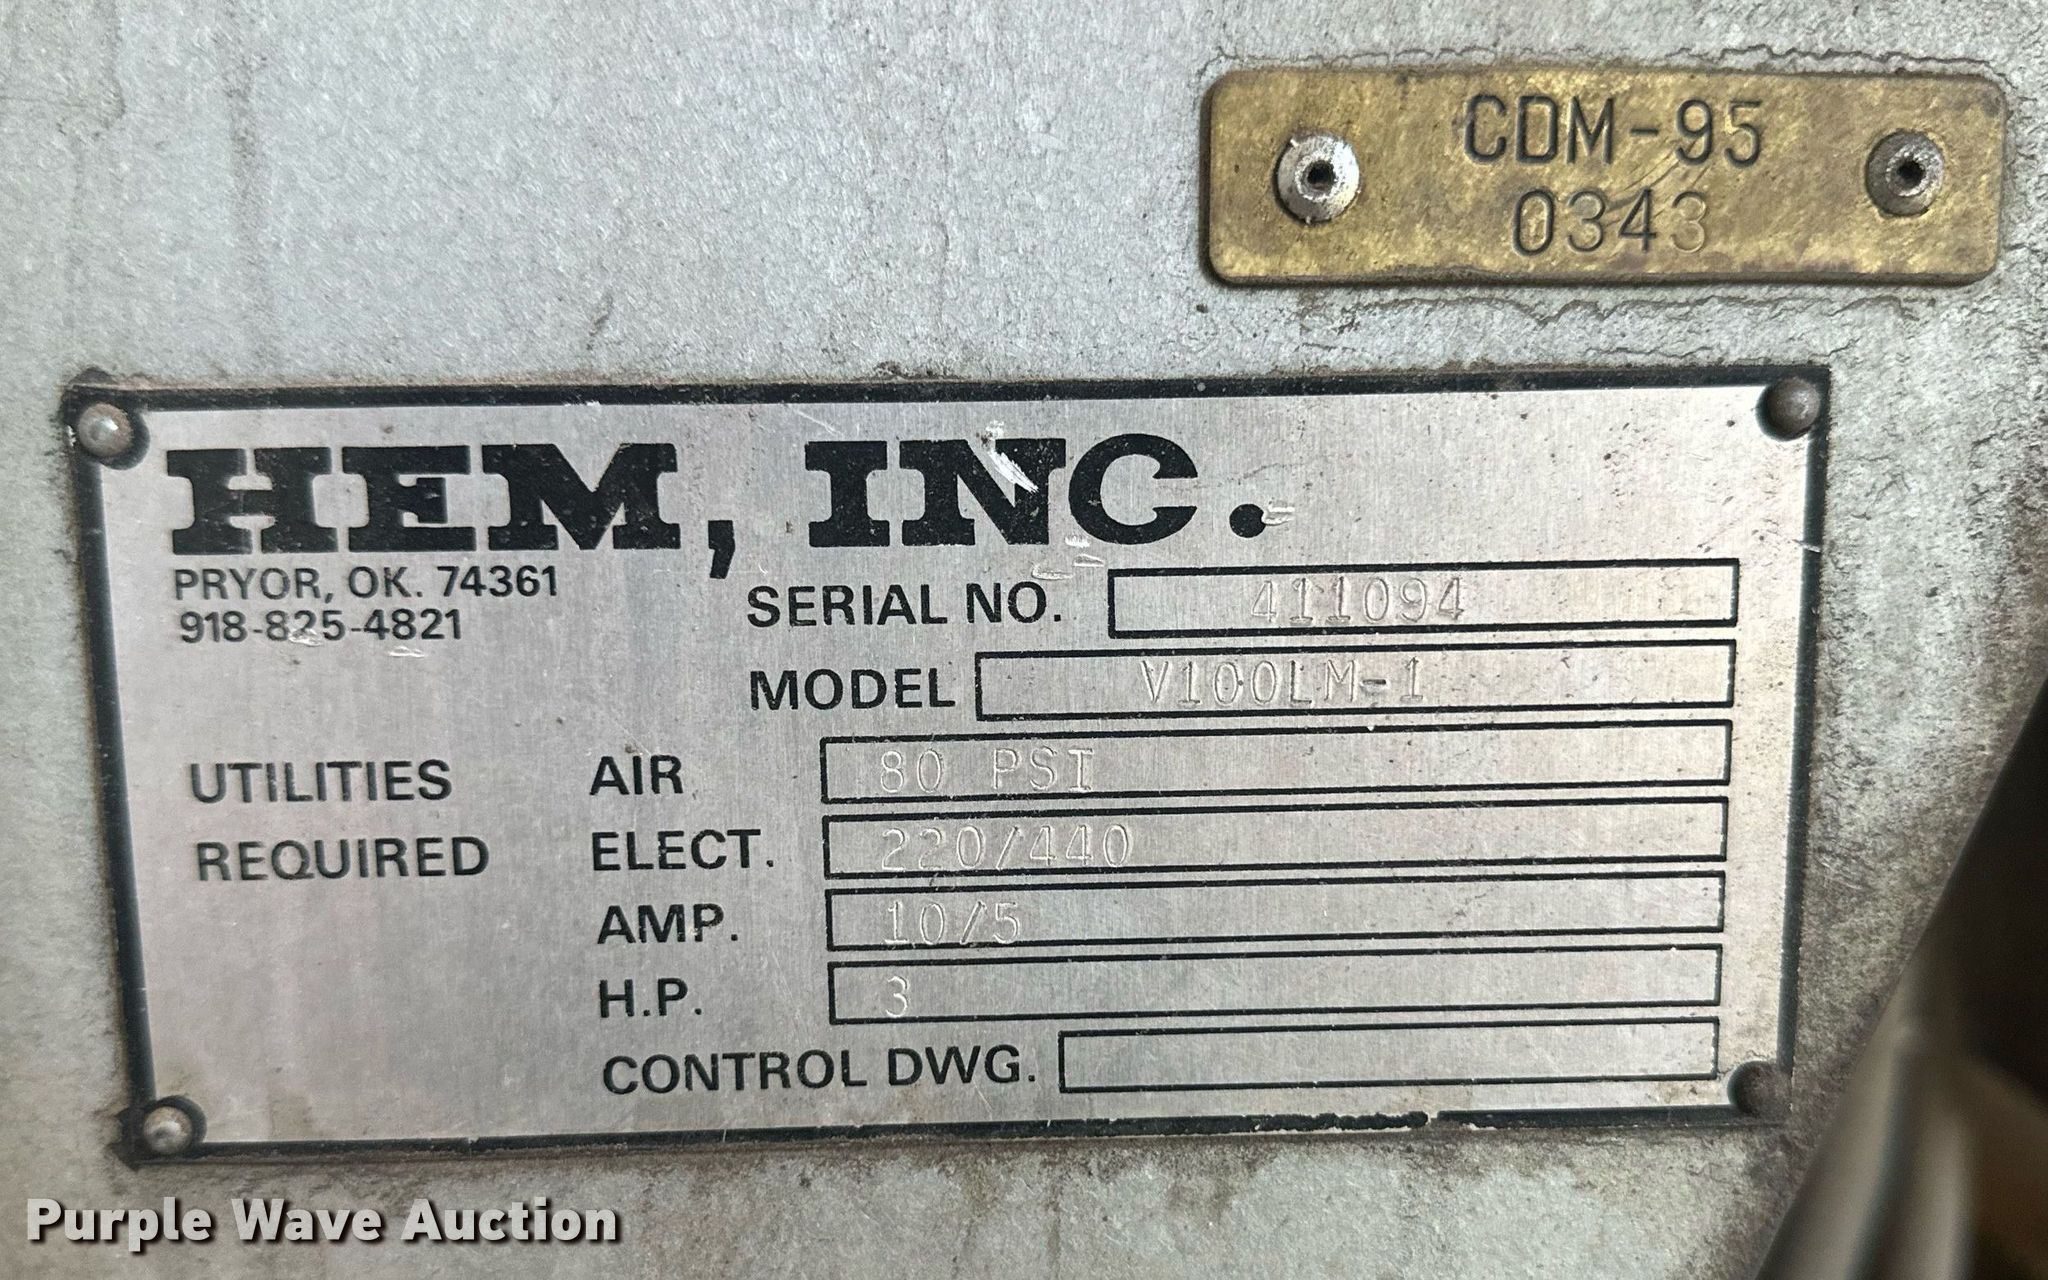 CDM-95
0343
HEM, INC.
PRYOR, OK. 74361
918-825-4821
SERIAL NO. 411094
MODEL V100LM-1
UTILITIES AIR 80 PSI
REQUIRED ELECT. 220/440
AMP. 10/5
H.P. 3
CONTROL DWG.
Purple Wave Auction